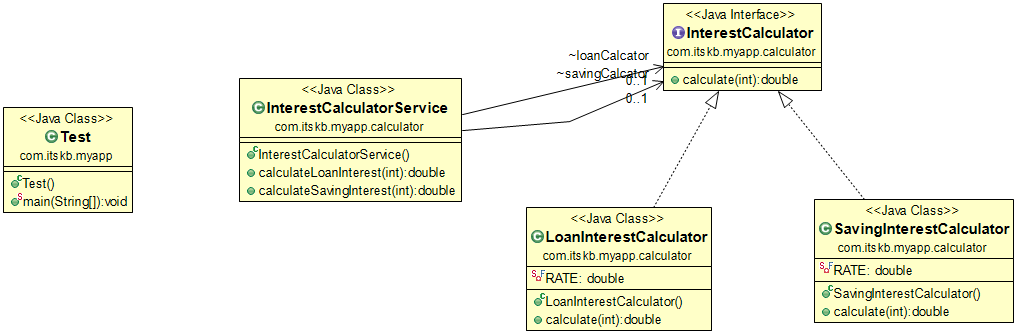 <<Java Interface>>
InterestCalculator
com.itskb.myapp.calculator
calculate(int):double
~loanCalcator
~savingCalcator
0..1
0..1
<<Java Class>>
InterestCalculatorService
com.itskb.myapp.calculator
InterestCalculatorService()
calculateLoanInterest(int):double
calculateSavingInterest(int):double
<<Java Class>>
Test
com.itskb.myapp
Test()
main(String[]):void
<<Java Class>>
LoanInterestCalculator
com.itskb.myapp.calculator
RATE: double
LoanInterestCalculator()
calculate(int):double
<<Java Class>>
SavingInterestCalculator
com.itskb.myapp.calculator
RATE: double
SavingInterestCalculator()
calculate(int):double